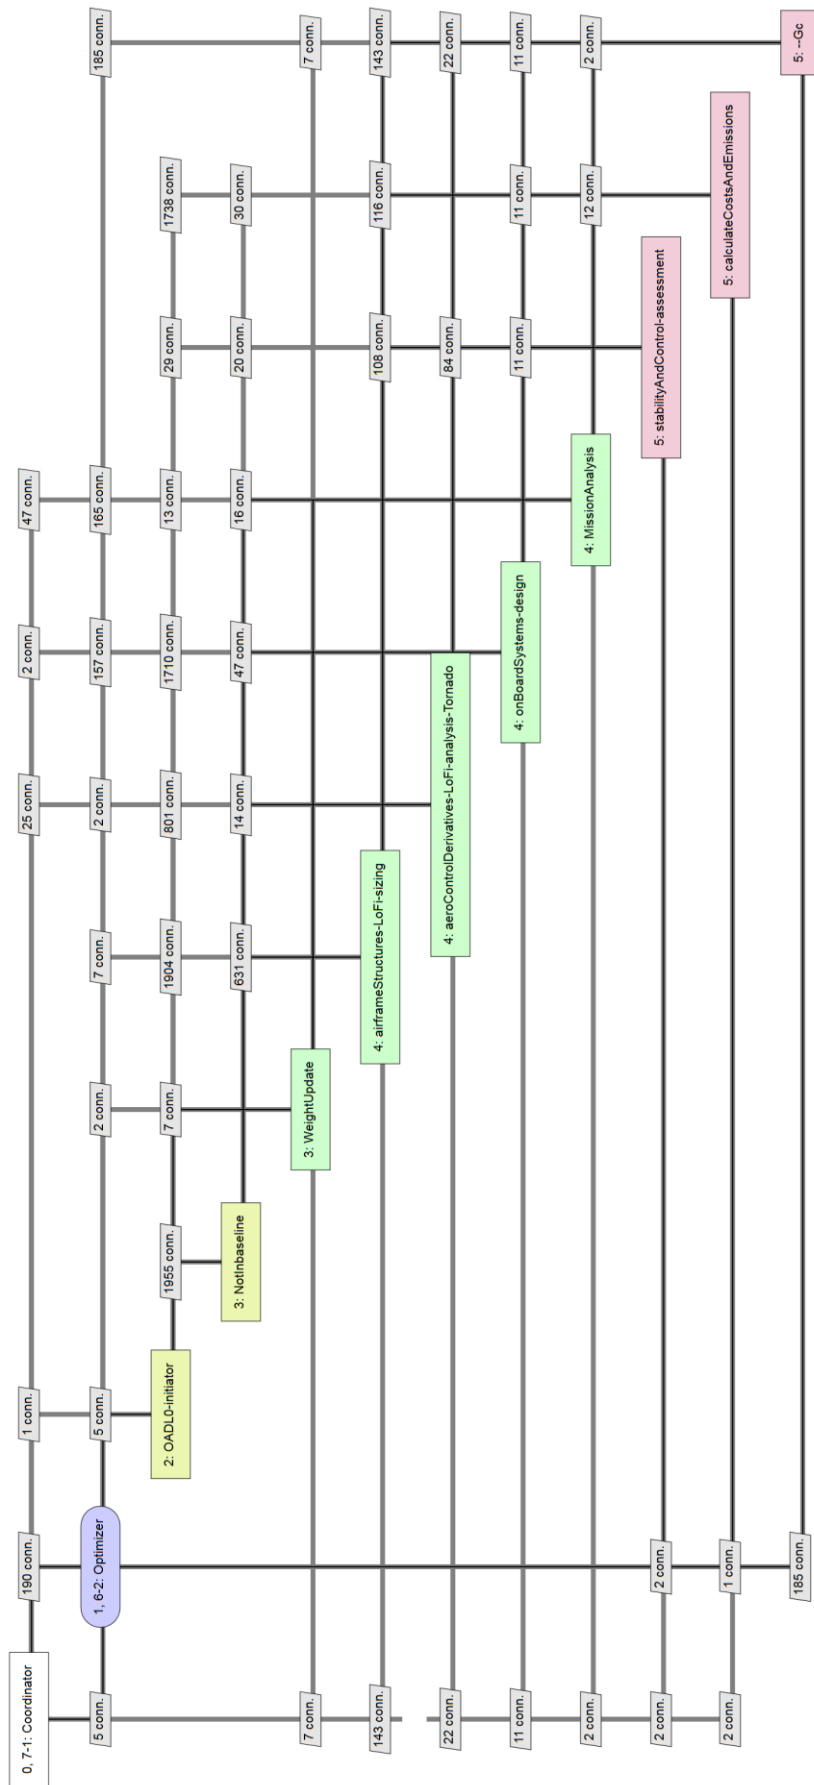 0, 7-1: Coordinator
190 conn.
1 conn.
25 conn.
2 conn.
47 conn.
5 conn.
1, 6-2: Optimizer
5 conn.
2 conn.
7 conn.
2 conn.
157 conn.
165 conn.
185 conn.
2: OADL0-initiator
1955 conn.
7 conn.
1904 conn.
801 conn.
1710 conn.
13 conn.
29 conn.
1738 conn.
3: NotInbaseline
631 conn.
14 conn.
47 conn.
16 conn.
20 conn.
30 conn.
7 conn.
3: WeightUpdate
7 conn.
143 conn.
4: airframeStructures-LoFi-sizing
108 conn.
116 conn.
143 conn.
22 conn.
4: aeroControlDerivatives-LoFi-analysis-Tornado
84 conn.
22 conn.
11 conn.
4: onBoardSystems-design
11 conn.
11 conn.
11 conn.
2 conn.
4: MissionAnalysis
12 conn.
2 conn.
2 conn.
2 conn.
5: stabilityAndControl-assessment
2 conn.
1 conn.
5: calculateCostsAndEmissions
185 conn.
5: --Gc